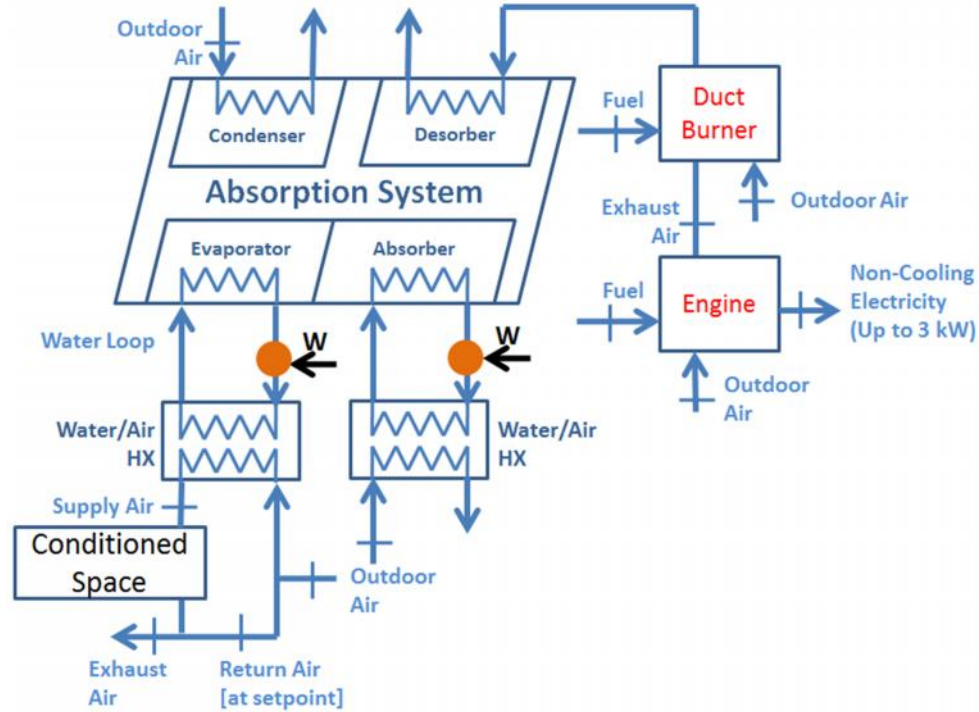 Outdoor
Air
Condenser
Desorber
Absorption System
Evaporator
Absorber
Fuel
Duct
Burner
Outdoor Air
Exhaust
Air
Fuel
Engine
Non-Cooling
Electricity
(Up to 3 kW)
Outdoor
Air
Water Loop
W
W
Water/Air
HX
Water/Air
HX
Supply Air
Conditioned
Space
Outdoor
Air
Exhaust
Air
Return Air
[at setpoint]